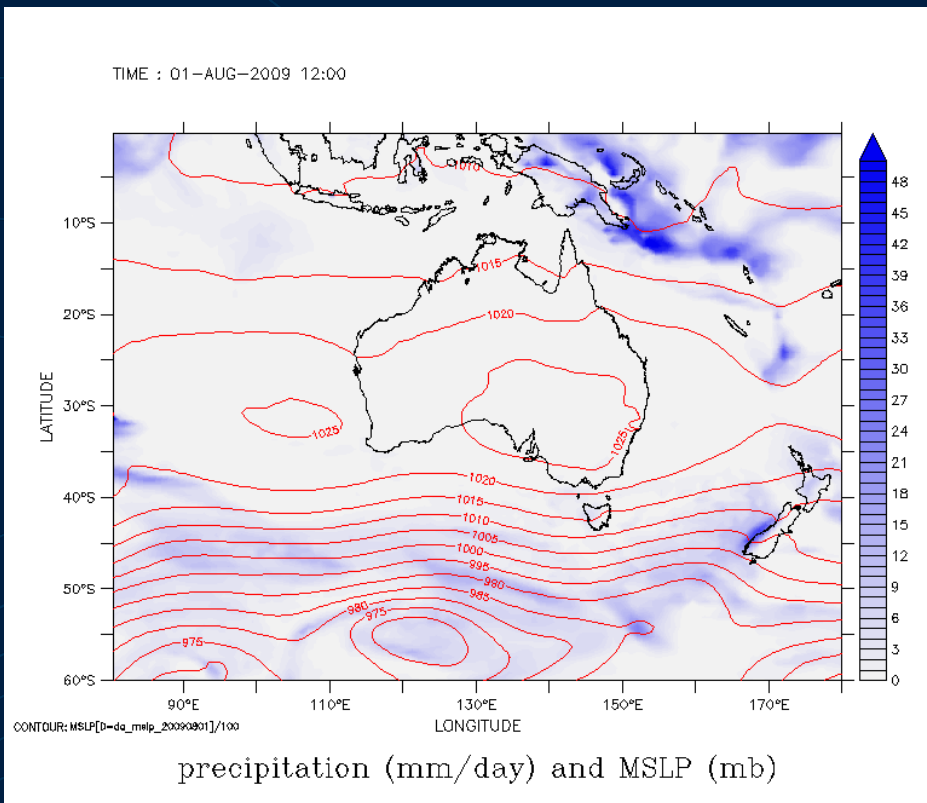 TIME : 01-AUG-2009 12:00
LATITUDE
10°S
20°S
30°S
40°S
50°S
60°S
1010
1015
1020
1025
1025
1020
1015
1010
1005
1000
995
990
985
980
975
975
48
45
42
39
36
33
30
27
24
21
18
15
12
9
6
3
0
90°E
110°E
130°E
150°E
170°E
LONGITUDE
CONTOUR: MSLP[D=da_mslp_20090801]/100
precipitation (mm/day) and MSLP (mb)